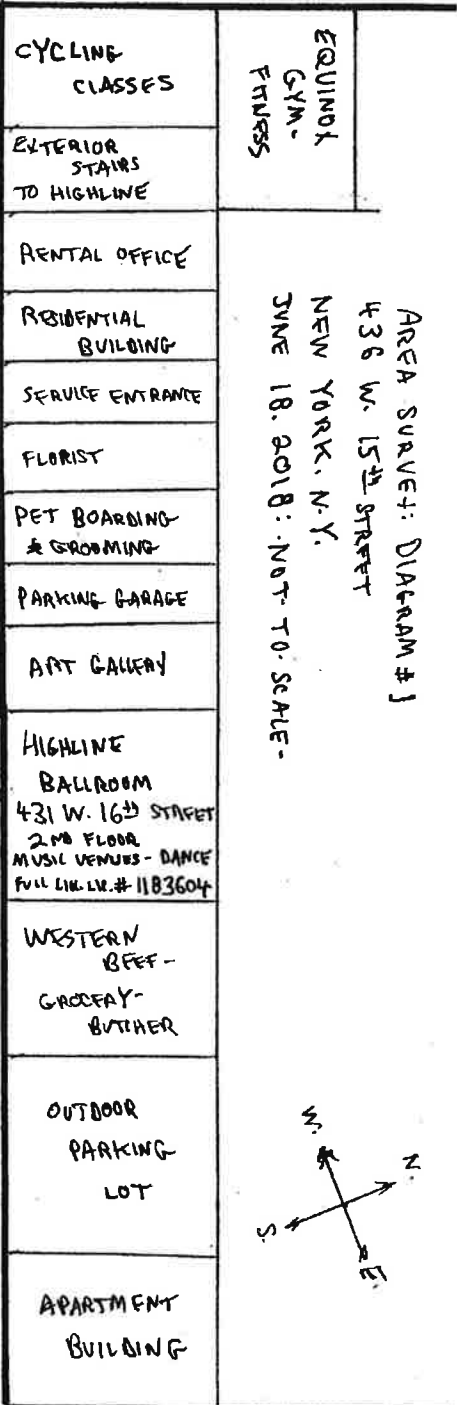 CYCLING
CLASSES
EXTERIOR
STAIRS
TO HIGHLINE
RENTAL OFFICE
RESIDENTIAL
BUILDING
SERVICE ENTRANCE
FLORIST
PET BOARDING
& GROOMING
PARKING GARAGE
ART GALLERY
HIGHLINE
BALLROOM
431 W. 16th STREET
2ND FLOOR
MUSIC VENUES - DANCE
FULL LIK. LIC. # 1183604
WESTERN
BEEF -
GROCERY -
BUTCHER
OUTDOOR
PARKING
LOT
APARTMENT
BUILDING
EQUINOX
GYM -
FITNESS
AREA SURVEY: DIAGRAM # 1
436 W. 15th STREET
NEW YORK, N.Y.
JUNE 18. 2018: - NOT - TO - SCALE -
W.
N.
S.
E.